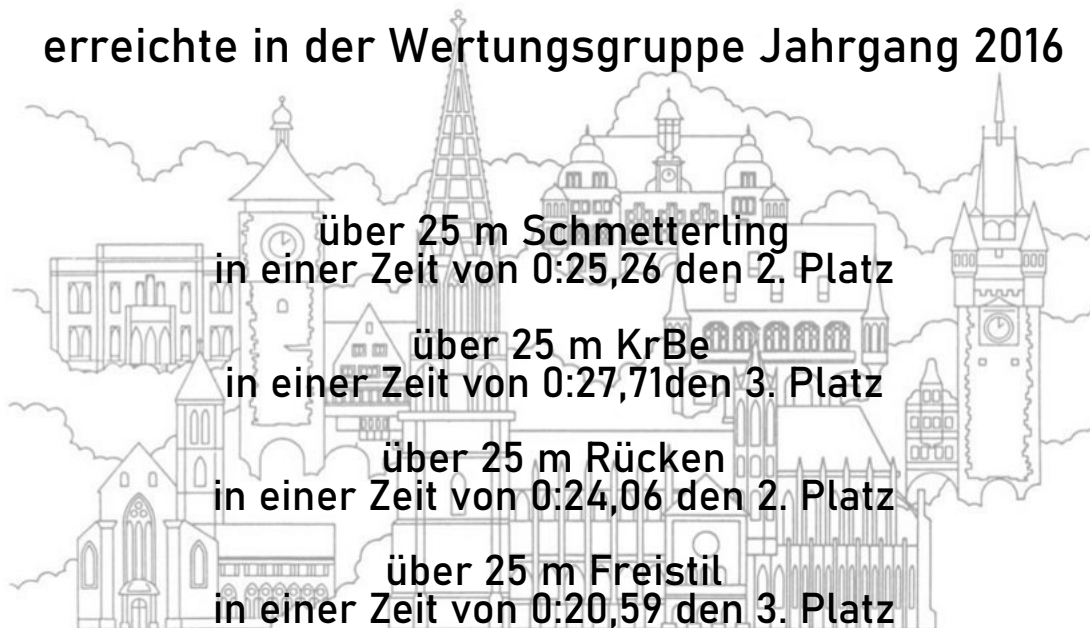 erreichte in der Wertungsgruppe Jahrgang 2016
über 25 m Schmetterling
in einer Zeit von 0:25,26 den 2. Platz
über 25 m KrBe
in einer Zeit von 0:27,71den 3. Platz
über 25 m Rücken
in einer Zeit von 0:24,06 den 2. Platz
über 25 m Freistil
in einer Zeit von 0:20,59 den 3. Platz